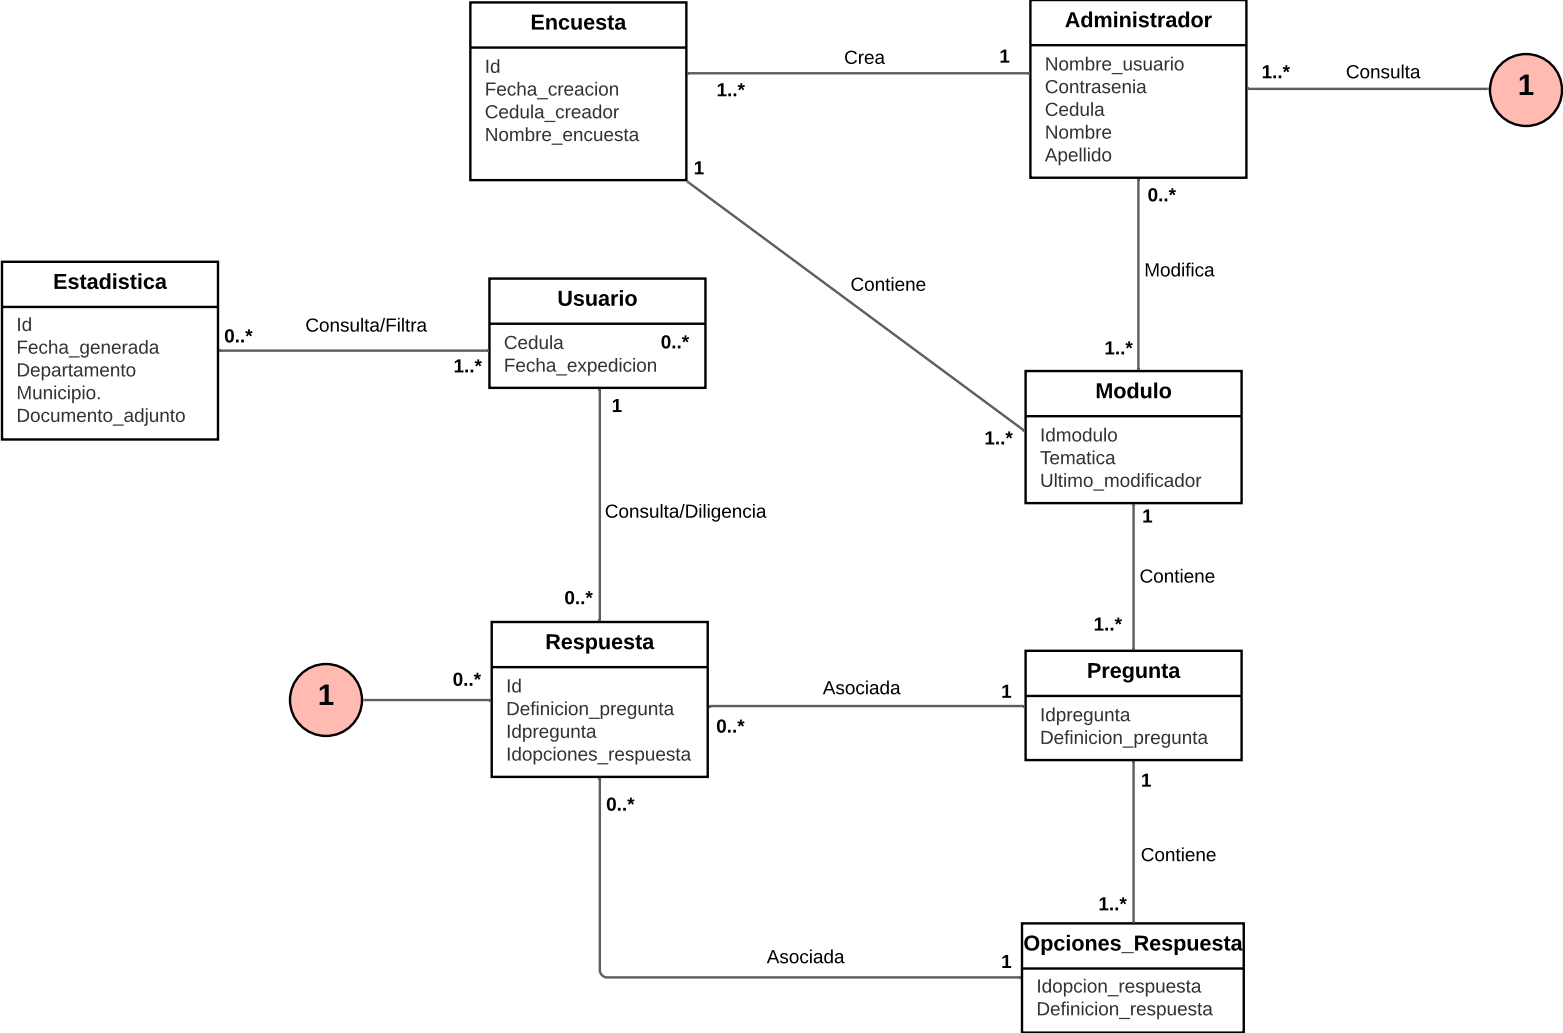 Encuesta
Id
Fecha_creacion
Cedula_creador
Nombre_encuesta
Crea
1
1..*
Administrador
Nombre_usuario
Contrasenia
Cedula
Nombre
Apellido
1..*
Consulta
1
1
Contiene
1..*
0..*
Modifica
1..*
Estadistica
Id
Fecha_generada
Departamento
Municipio.
Documento_adjunto
0..*
Consulta/Filtra
1..*
Usuario
Cedula
0..*
Fecha_expedicion
1
Consulta/Diligencia
0..*
Modulo
Idmodulo
Tematica
Ultimo_modificador
1
Contiene
1..*
1
0..*
Respuesta
Id
Definicion_pregunta
Idpregunta
Idopciones_respuesta
Asociada
1
0..*
Pregunta
Idpregunta
Definicion_pregunta
1
Contiene
1..*
0..*
Asociada
1
Opciones_Respuesta
Idopcion_respuesta
Definicion_respuesta